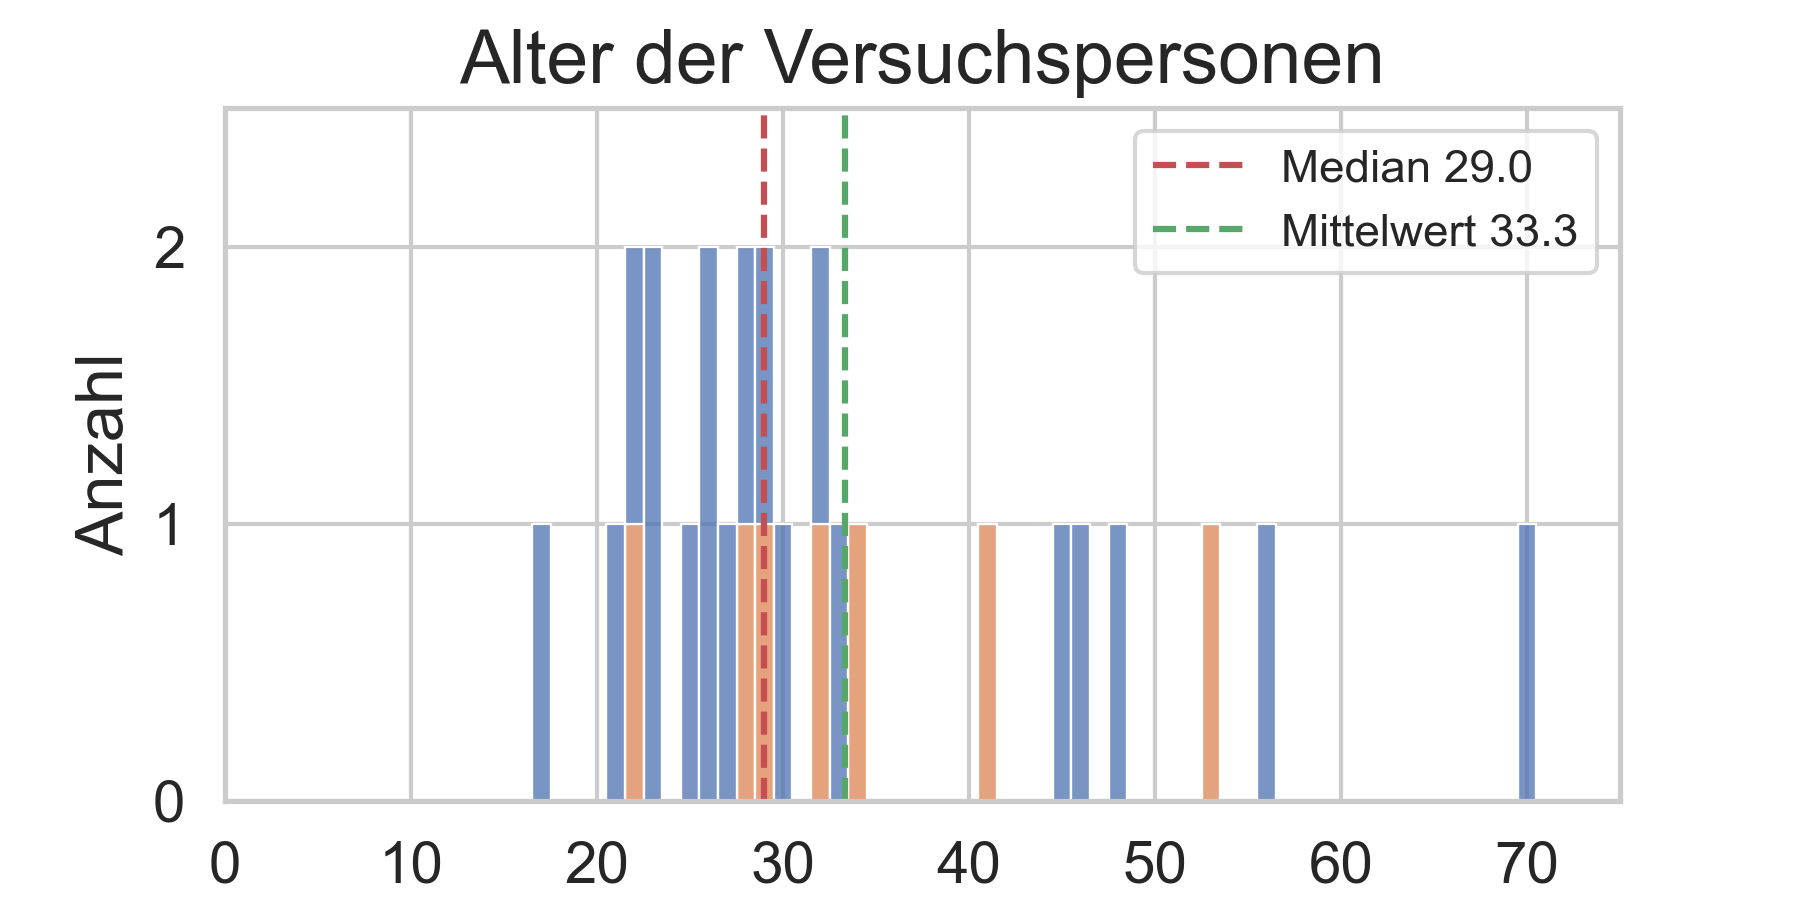 Alter der Versuchspersonen
Median 29.0
Mittelwert 33.3
Anzahl
2
1
0
0 10 20 30 40 50 60 70